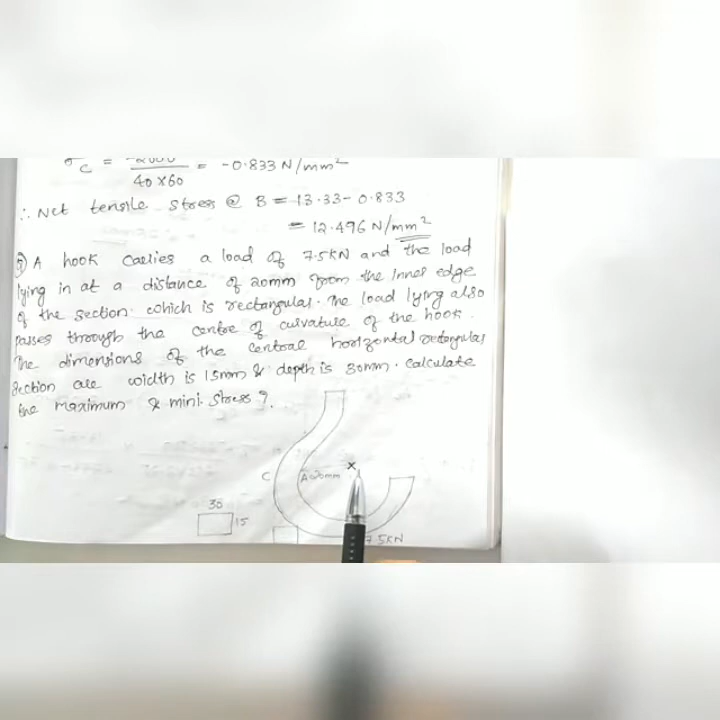 σc = -2000 / 40×60 = -0.833 N/mm²
∴ Net tensile stress @ B = 13.33 - 0.833
= 12.496 N/mm²
5) A hook carries a load of 7.5KN and the load
lying in at a distance of 20mm from the inner edge
of the section which is rectangular. The load lying also
passes through the centre of curvature of the hook.
The dimensions of the central horizontal rectangular
section are width is 15mm & depth is 30mm. Calculate
the maximum & mini. stress?
C
A 20mm
x
30
15
7.5KN